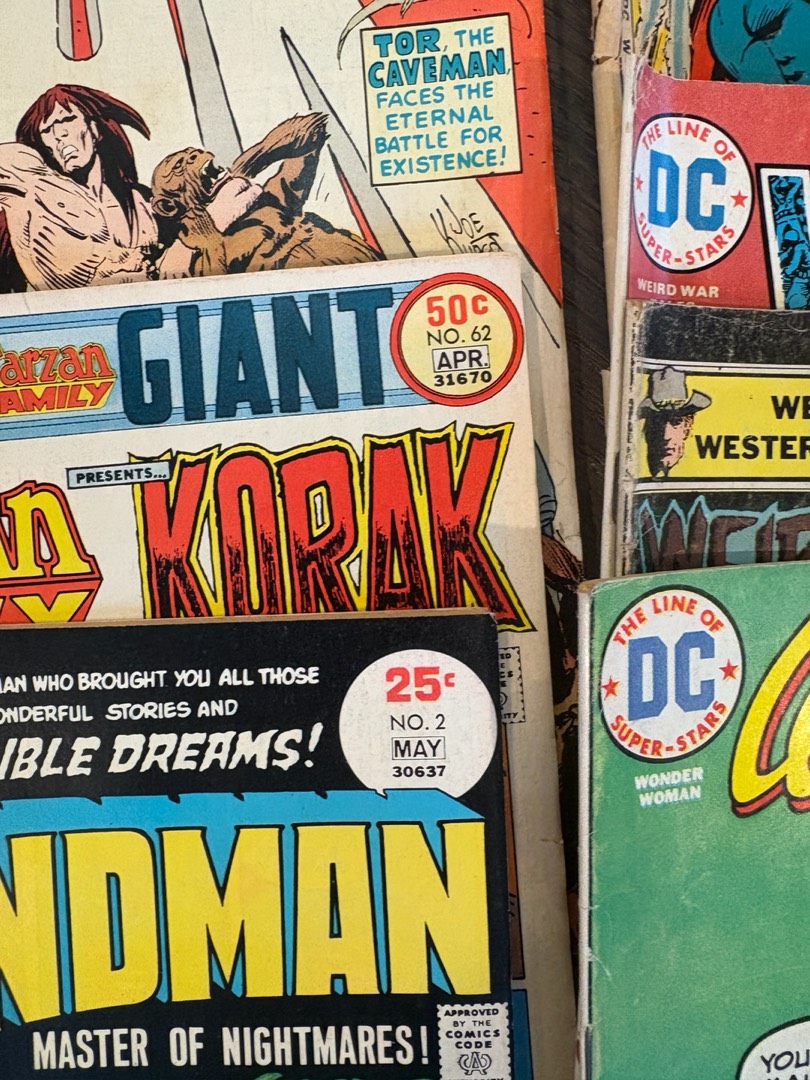 TOR, THE
CAVEMAN,
FACES THE
ETERNAL
BATTLE FOR
EXISTENCE!
JOE
THE LINE OF
DC
SUPER-STARS
WEIRD WAR
Tarzan
FAMILY
GIANT
50¢
NO. 62
APR.
31670
PRESENTS...
KORAK
WESTER
THE LINE OF
DC
SUPER-STARS
WONDER
WOMAN
MAN WHO BROUGHT YOU ALL THOSE
ONDERFUL STORIES AND
IBLE DREAMS!
25¢
NO. 2
MAY
30637
NDMAN
MASTER OF NIGHTMARES!
APPROVED
BY THE
COMICS
CODE
YOU